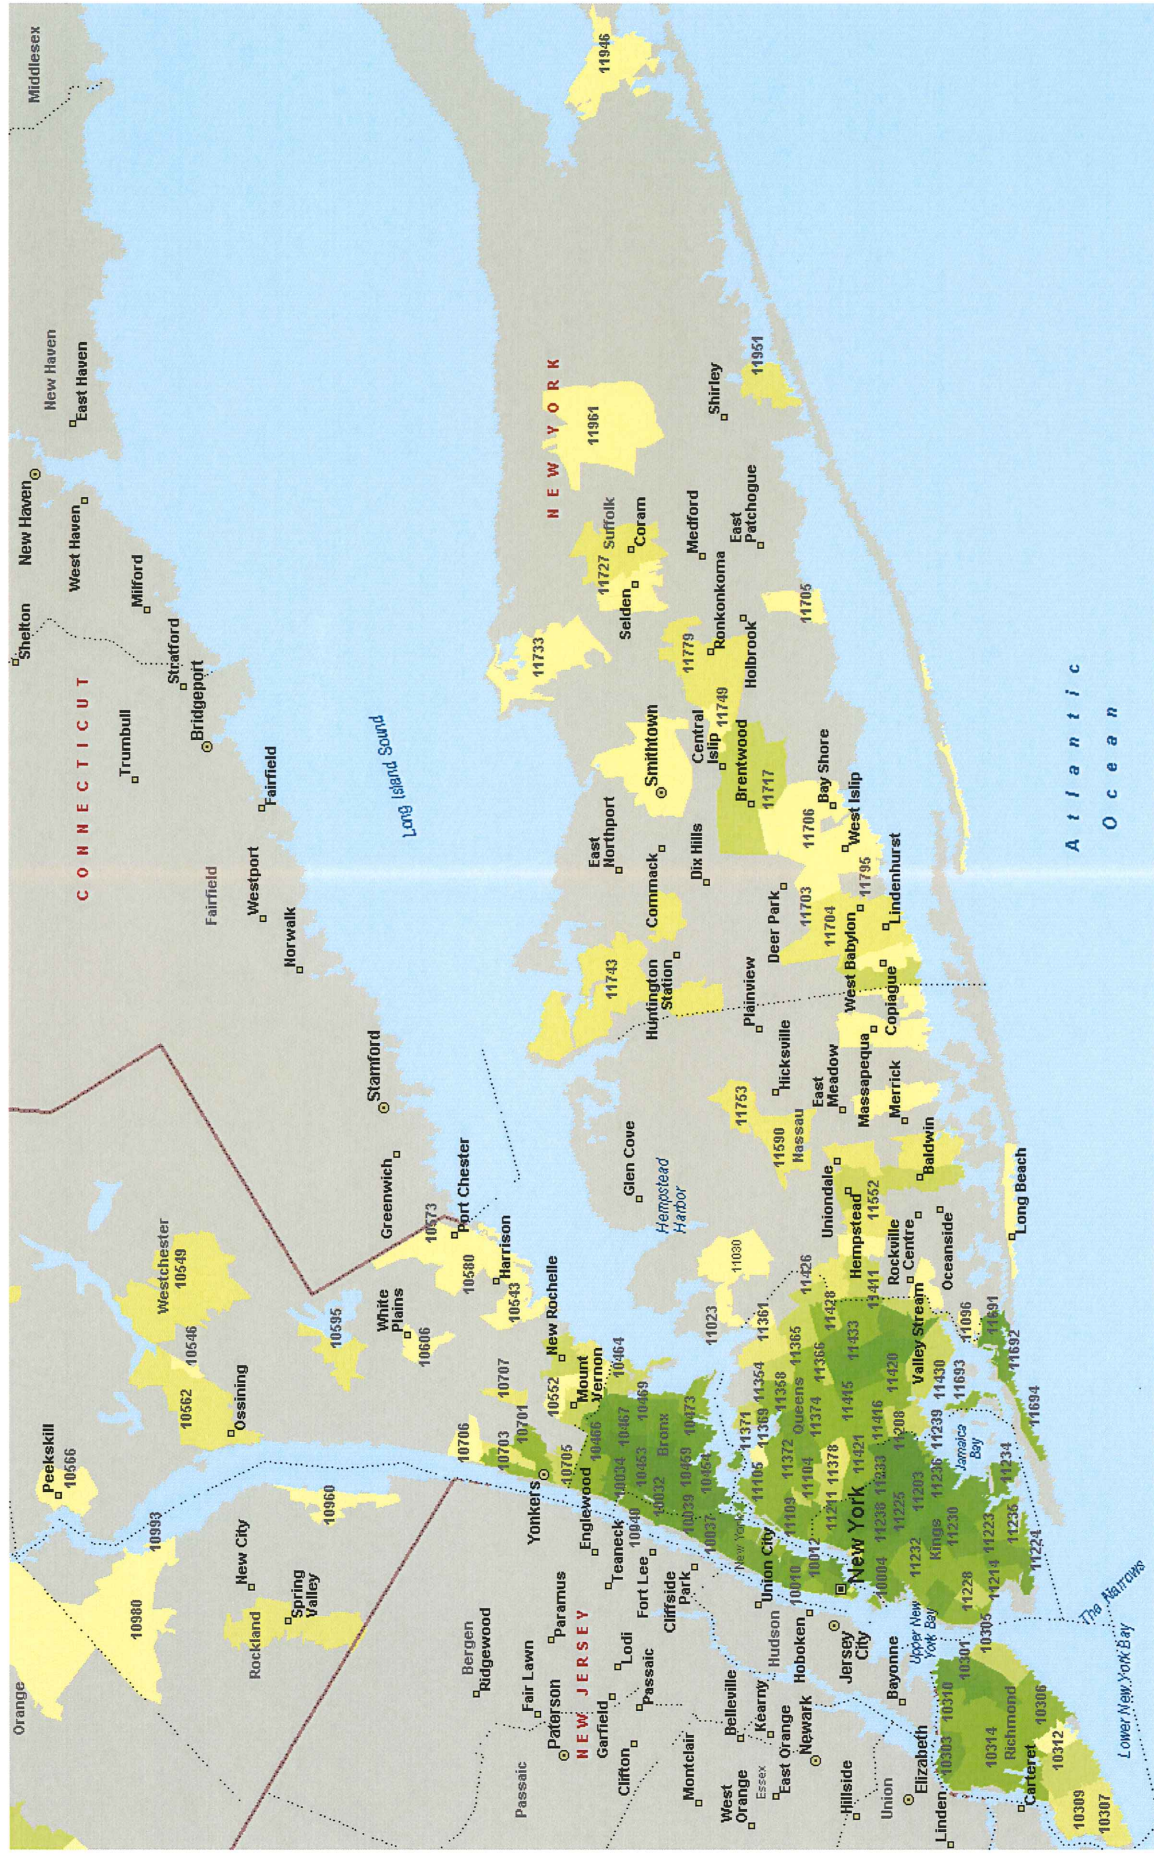 Middlesex
New Haven
East Haven
New Haven
West Haven
Milford
Shelton
Stratford
Bridgeport
Trumbull
CONNECTICUT
Fairfield
Fairfield
Westport
Norwalk
Stamford
Greenwich
Long Island Sound
11946
NEW YORK
11961
11951
Shirley
Suffolk
11727
Coram
Selden
Medford
East
Patchogue
Ronkonkoma
11779
Holbrook
11705
11733
11749
Central
Islip
Smithtown
Brentwood
11717
Bay Shore
11706
West Islip
East
Northport
Commack
Dix Hills
Deer Park
11703
11704
11795
Lindenhurst
West Babylon
Copiague
11743
Huntington
Station
Plainview
Hicksville
Massapequa
East
Meadow
Merrick
11753
11590
Nassau
Glen Cove
Hempstead
Harbor
Uniondale
Hempstead
11552
Baldwin
Rockville
Centre
Oceanside
Long Beach
Atlantic
Ocean
Port Chester
10573
10580
Harrison
10543
New Rochelle
White
Plains
10606
10595
Westchester
10549
10546
10562
Ossining
Peekskill
10566
10993
10980
10960
New City
Spring
Valley
Rockland
Orange
10707
10552
Mount
Vernon
10464
10706
10701
10703
10705
Yonkers
10466
10467
10469
Bronx
10473
10034
10453
10459
10454
10032
10039
10037
10040
Englewood
Teaneck
Fort Lee
Cliffside
Park
Union City
New York
11030
11023
11426
11361
11428
11411
11365
11433
11366
11354
11358
Queens
11371
11369
11374
11415
11420
Valley Stream
11096
11691
11430
11692
11693
11372
11416
11208
11239
11694
11105
11104
11378
11421
11233
11236
Jamaica
Bay
11234
11109
11211
11238
11225
11203
11230
11223
11235
New York
11232
Kings
11214
11224
11228
10010
10012
10004
Hudson
Hoboken
Jersey
City
Upper New
York Bay
Bayonne
The Narrows
Lower New York Bay
Bergen
Ridgewood
Paramus
Fair Lawn
Paterson
NEW JERSEY
Lodi
Garfield
Passaic
Clifton
Passaic
Montclair
Belleville
Kearny
East Orange
Newark
West
Orange
Essex
Hillside
Union
Elizabeth
Linden
10301
10305
10310
10303
10314
Richmond
10306
10312
Carteret
10309
10307